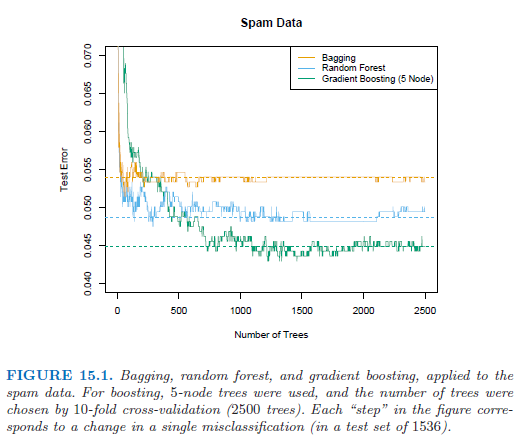 Spam Data
Bagging
Random Forest
Gradient Boosting (5 Node)
0.070
0.065
0.060
0.055
0.050
0.045
0.040
Test Error
0 500 1000 1500 2000 2500
Number of Trees
FIGURE 15.1. Bagging, random forest, and gradient boosting, applied to the
spam data. For boosting, 5-node trees were used, and the number of trees were
chosen by 10-fold cross-validation (2500 trees). Each “step” in the figure corre-
sponds to a change in a single misclassification (in a test set of 1536).